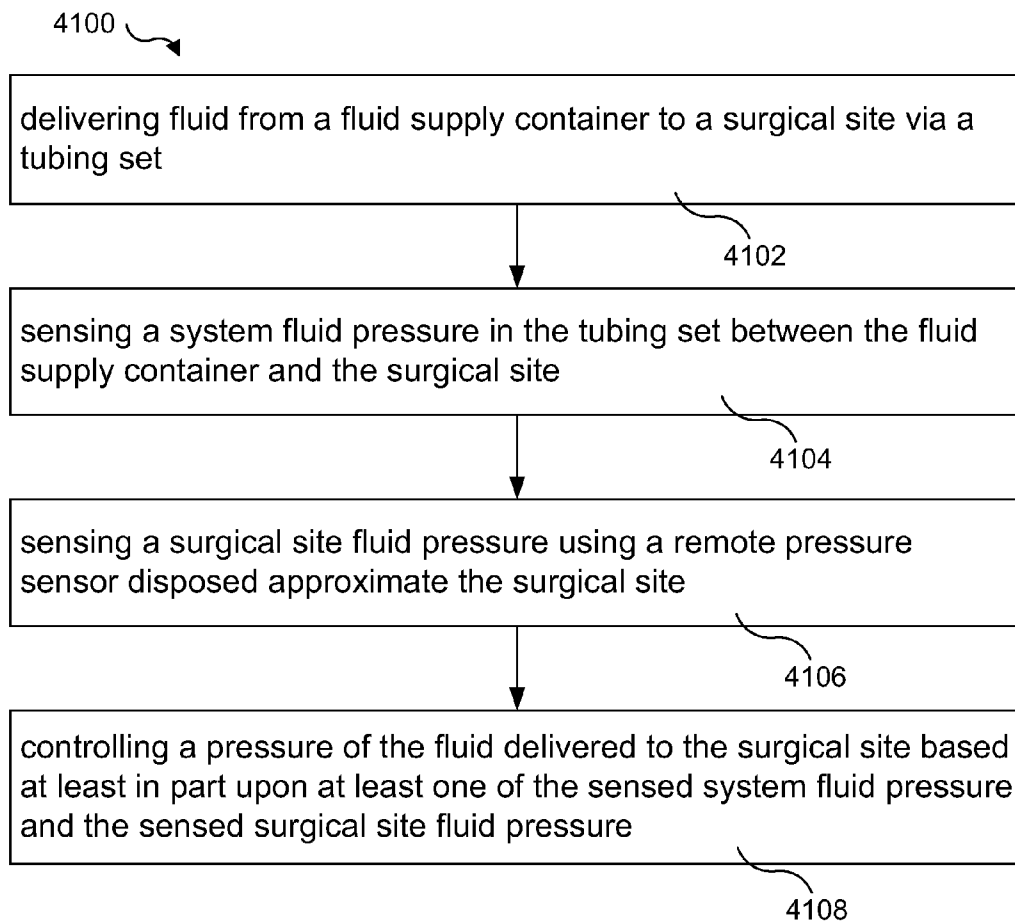 4100
delivering fluid from a fluid supply container to a surgical site via a
tubing set
4102
sensing a system fluid pressure in the tubing set between the fluid
supply container and the surgical site
4104
sensing a surgical site fluid pressure using a remote pressure
sensor disposed approximate the surgical site
4106
controlling a pressure of the fluid delivered to the surgical site based
at least in part upon at least one of the sensed system fluid pressure
and the sensed surgical site fluid pressure
4108